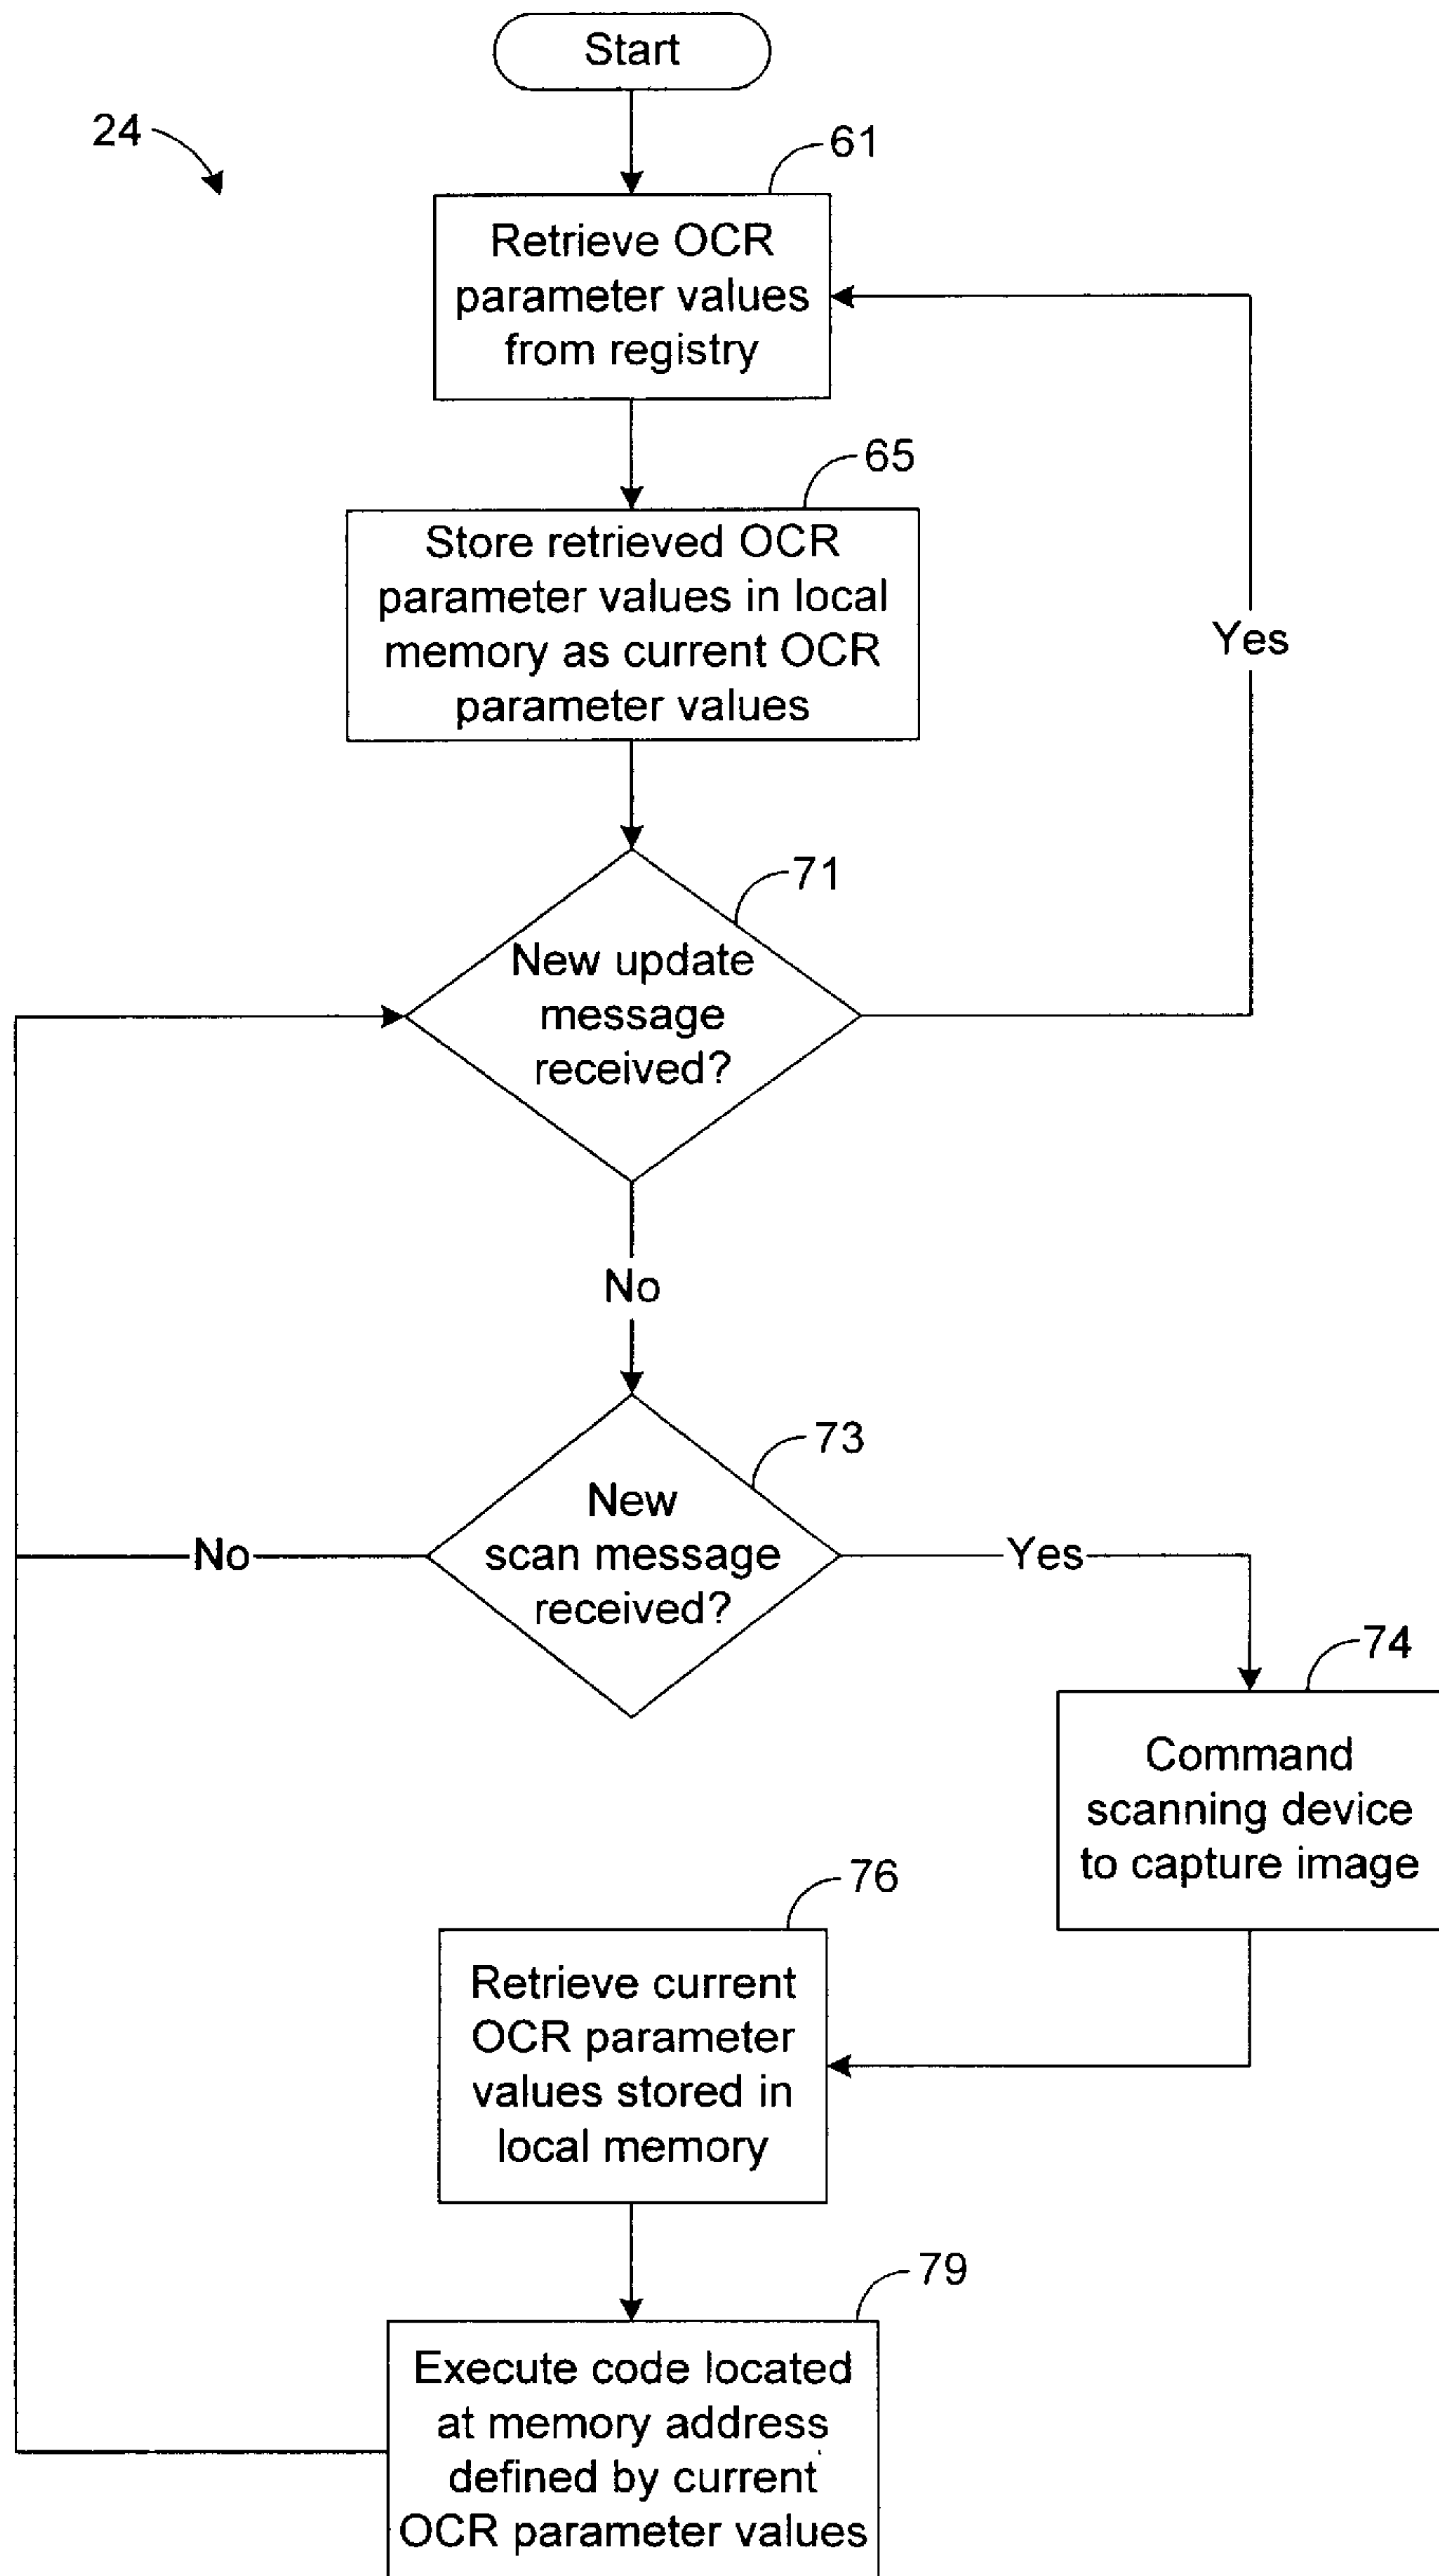 Start
24
61
Retrieve OCR
parameter values
from registry
65
Store retrieved OCR
parameter values in local
memory as current OCR
parameter values
Yes
71
New update
message
received?
No
73
New
scan message
received?
No
Yes
74
Command
scanning device
to capture image
76
Retrieve current
OCR parameter
values stored in
local memory
79
Execute code located
at memory address
defined by current
OCR parameter values